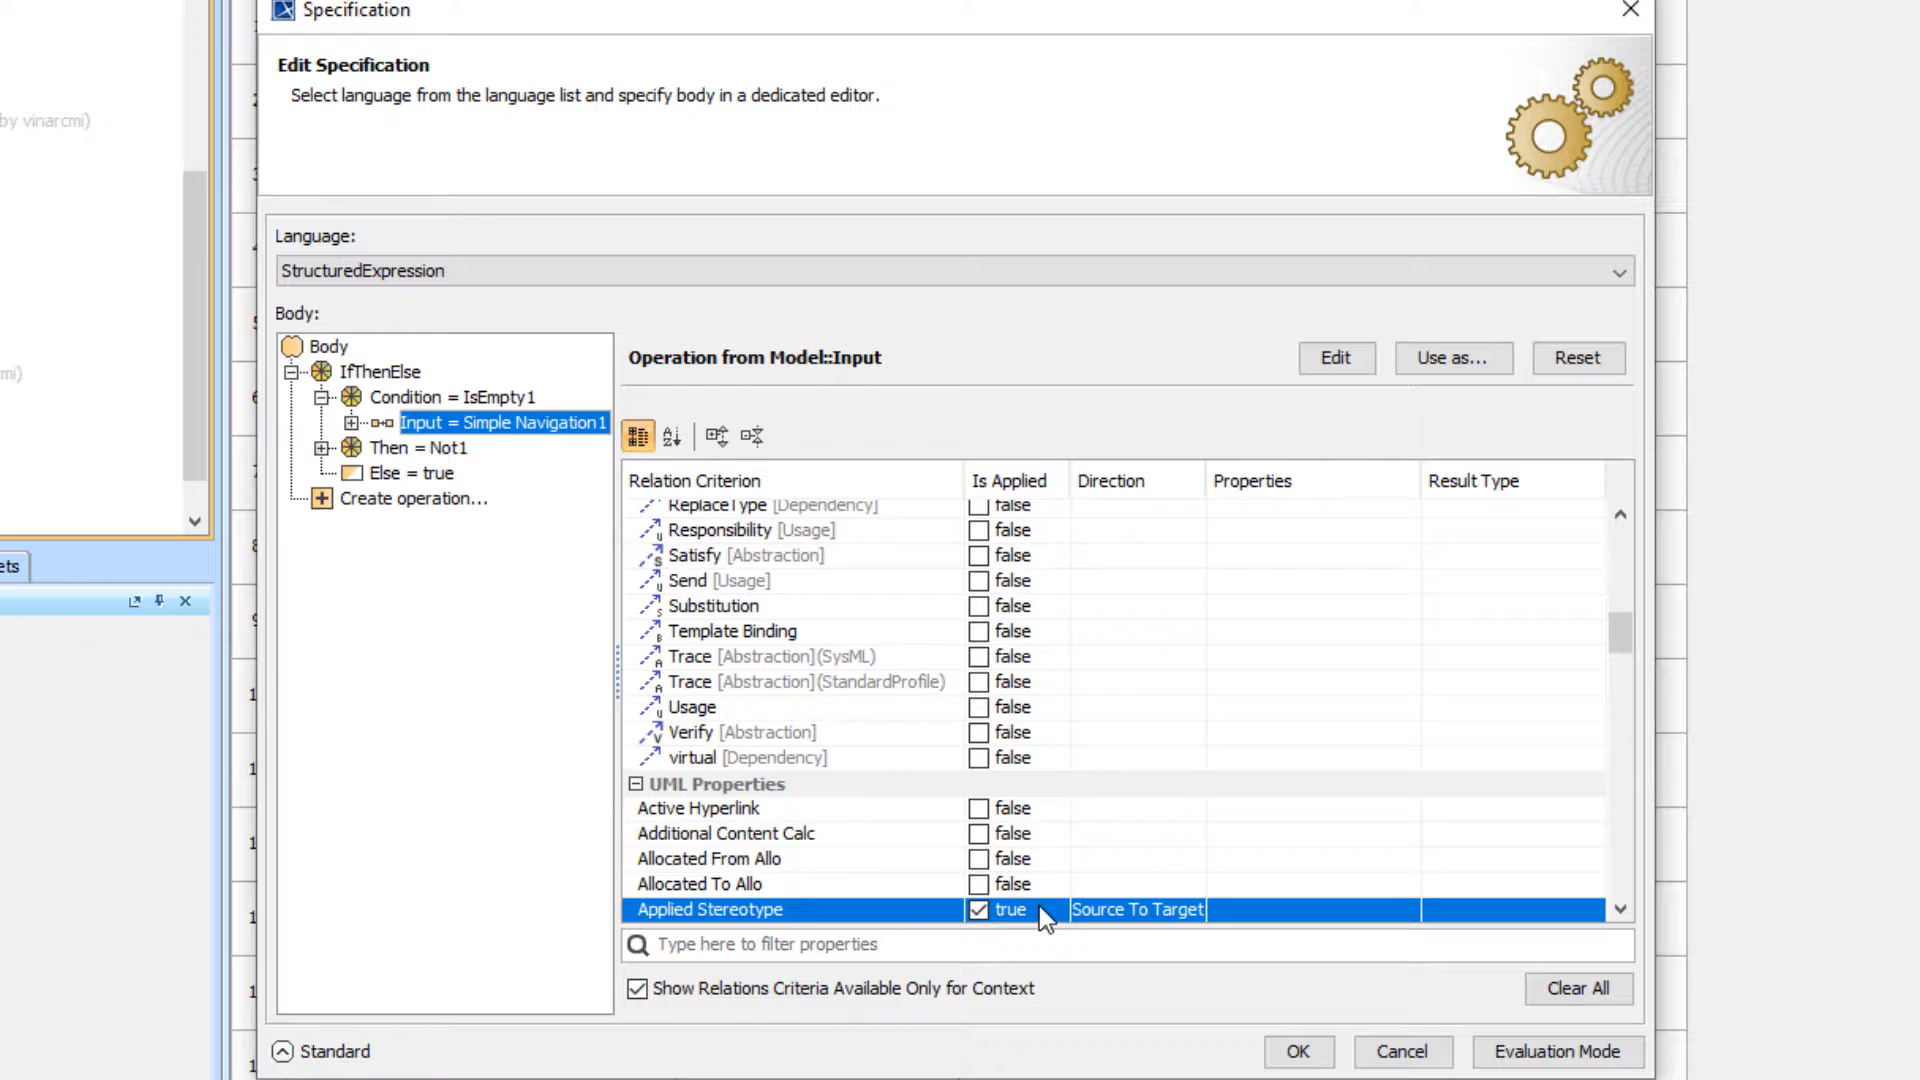 Specification
Edit Specification
Select language from the language list and specify body in a dedicated editor.
by vinarcmi)
mi)
ets
Language:
StructuredExpression
Body:
Body
IfThenElse
Condition = IsEmpty1
Input = Simple Navigation1
Then = Not1
Else = true
Create operation...
Operation from Model::Input
Edit
Use as...
Reset
Relation Criterion Is Applied Direction Properties Result Type
ReplaceType [Dependency] false
Responsibility [Usage] false
Satisfy [Abstraction] false
Send [Usage] false
Substitution false
Template Binding false
Trace [Abstraction](SysML) false
Trace [Abstraction](StandardProfile) false
Usage false
Verify [Abstraction] false
virtual [Dependency] false
UML Properties
Active Hyperlink false
Additional Content Calc false
Allocated From Allo false
Allocated To Allo false
Applied Stereotype true Source To Target
Type here to filter properties
Show Relations Criteria Available Only for Context
Clear All
Standard
OK
Cancel
Evaluation Mode